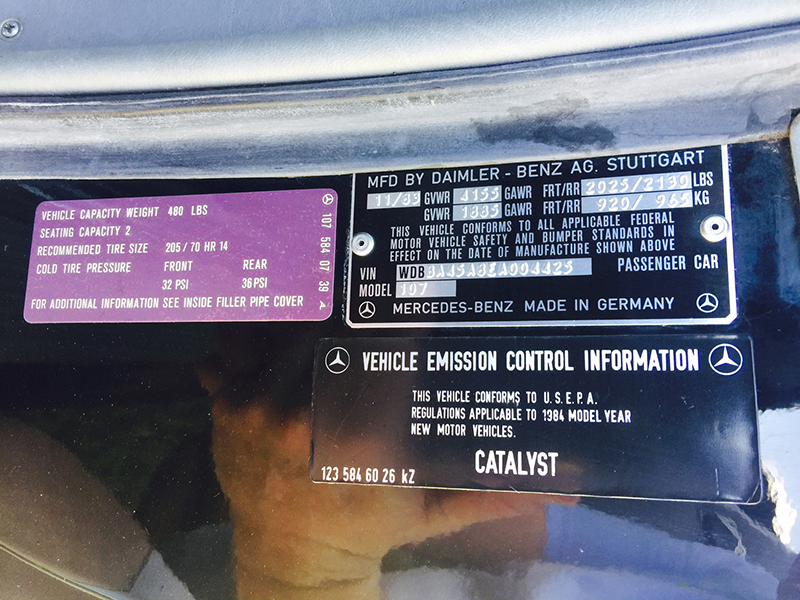 VEHICLE CAPACITY WEIGHT 480 LBS
SEATING CAPACITY 2
RECOMMENDED TIRE SIZE 205 / 70 HR 14
COLD TIRE PRESSURE FRONT REAR
32 PSI 36 PSI
FOR ADDITIONAL INFORMATION SEE INSIDE FILLER PIPE COVER
107 584 07 39 A
MFD BY DAIMLER - BENZ AG. STUTTGART
11/83 GVWR 4155 GAWR FRT/RR 2025/2130 LBS
GVWR 1885 GAWR FRT/RR 920/ 965 KG
THIS VEHICLE CONFORMS TO ALL APPLICABLE FEDERAL
MOTOR VEHICLE SAFETY AND BUMPER STANDARDS IN
EFFECT ON THE DATE OF MANUFACTURE SHOWN ABOVE
VIN WDBBA45A8EA004425 PASSENGER CAR
MODEL 107
MERCEDES-BENZ MADE IN GERMANY
VEHICLE EMISSION CONTROL INFORMATION
THIS VEHICLE CONFORMS TO U.S.E.P.A.
REGULATIONS APPLICABLE TO 1984 MODEL YEAR
NEW MOTOR VEHICLES.
CATALYST
123 584 60 26 kZ